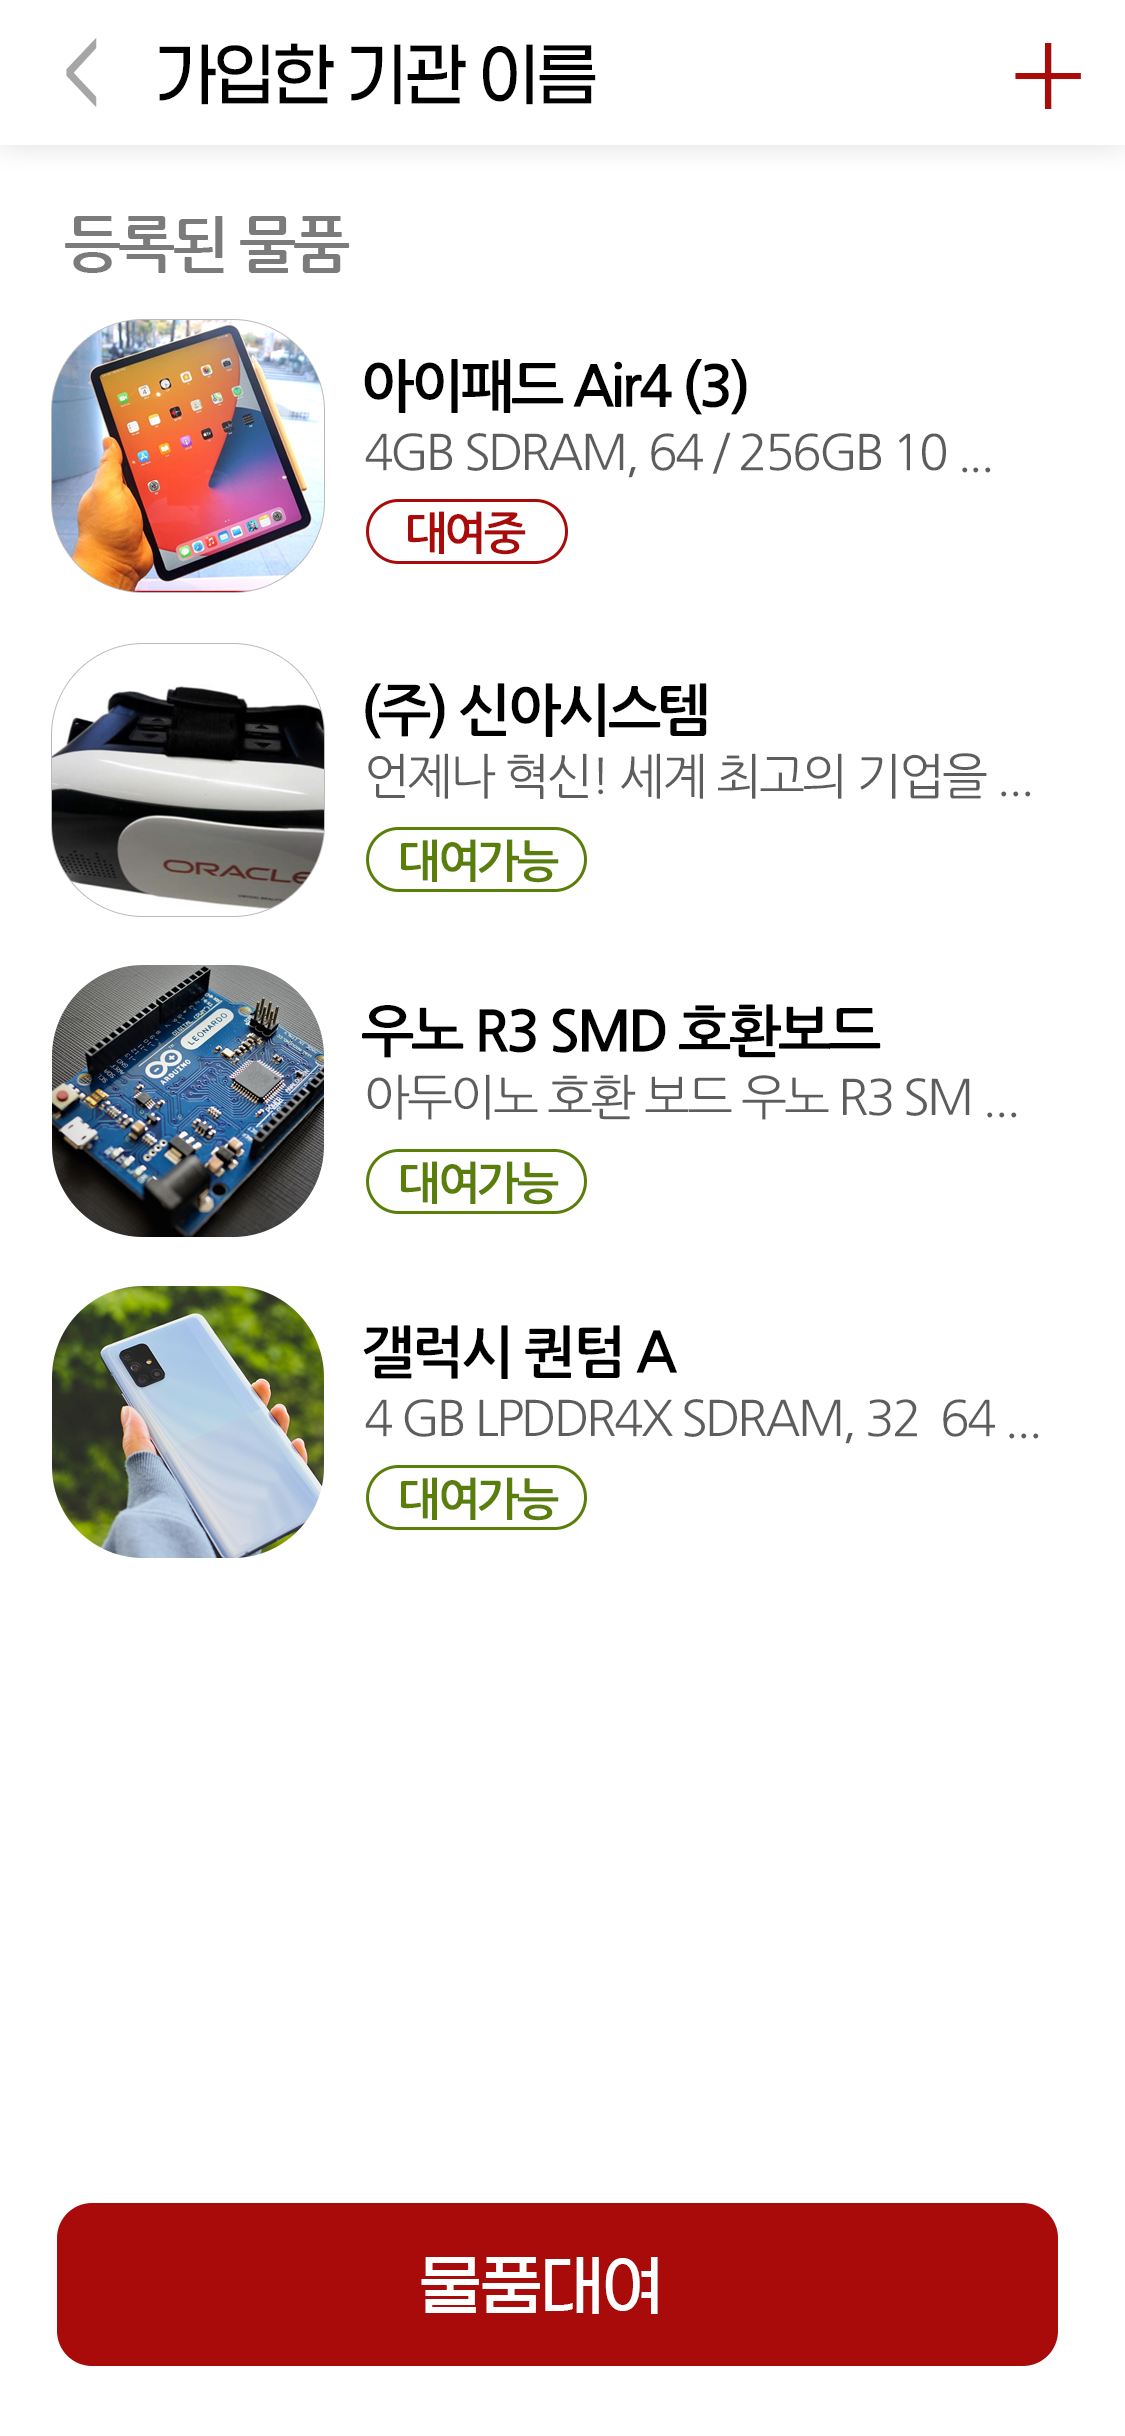 가입한 기관 이름
등록된 물품
아이패드 Air4 (3)
4GB SDRAM, 64 / 256GB 10 ...
대여중
(주) 신아시스템
언제나 혁신! 세계 최고의 기업을 ...
대여가능
ORACLE
우노 R3 SMD 호환보드
아두이노 호환 보드 우노 R3 SM ...
대여가능
LEONARDO
ARDUINO
갤럭시 퀀텀 A
4 GB LPDDR4X SDRAM, 32  64 ...
대여가능
물품대여